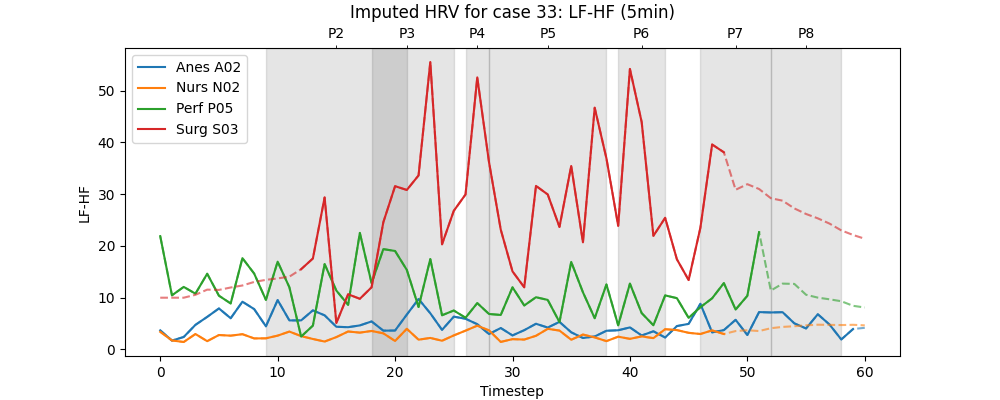 Imputed HRV for case 33: LF-HF (5min)
P2 P3 P4 P5 P6 P7 P8
Anes A02
Nurs N02
Perf P05
Surg S03
50
40
30
20
10
0
LF-HF
0 10 20 30 40 50 60
Timestep